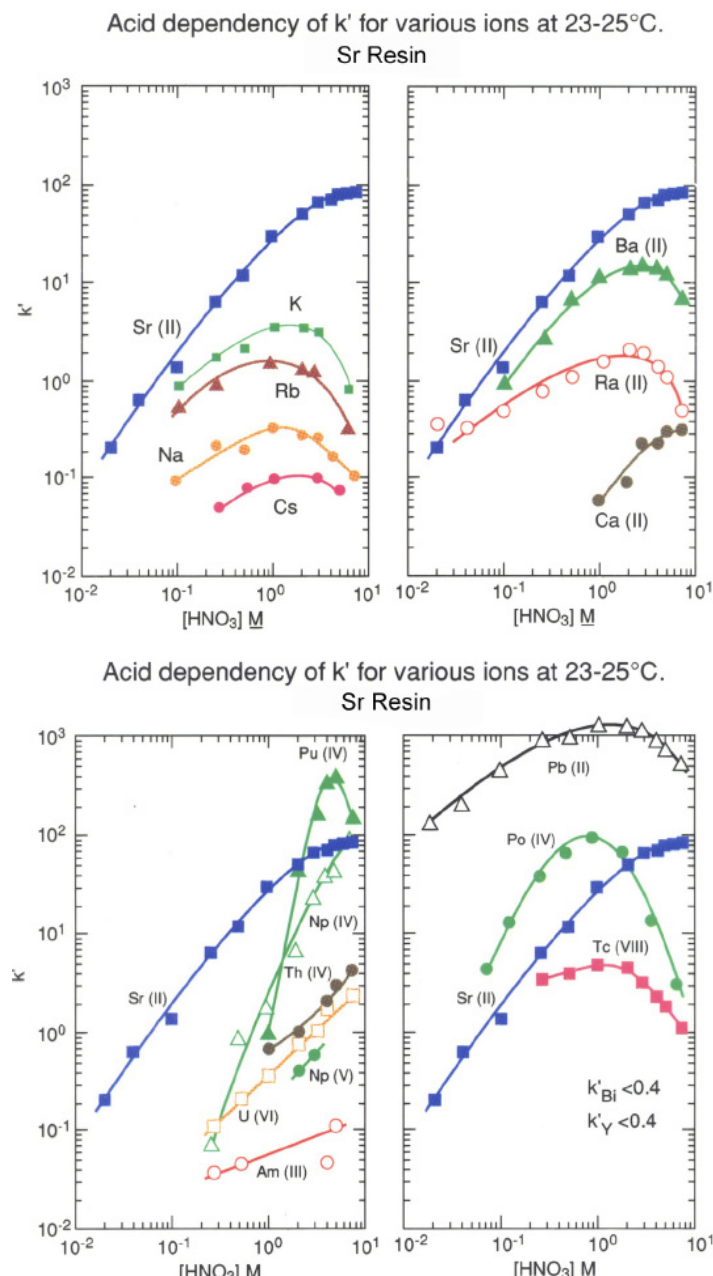 Acid dependency of k' for various ions at 23-25°C.
Sr Resin
10³
10²
10¹
10⁰
10⁻¹
10⁻²
k'
Sr (II)
K
Rb
Na
Cs
10⁻² 10⁻¹ 10⁰ 10¹
[HNO₃] M
Ba (II)
Sr (II)
Ra (II)
Ca (II)
10⁻² 10⁻¹ 10⁰ 10¹
[HNO₃] M
Acid dependency of k' for various ions at 23-25°C.
Sr Resin
10³
10²
10¹
10⁰
10⁻¹
10⁻²
k'
Pu (IV)
Np (IV)
Th (IV)
Sr (II)
Np (V)
U (VI)
Am (III)
10⁻² 10⁻¹ 10⁰ 10¹
[HNO₃] M
Pb (II)
Po (IV)
Tc (VIII)
Sr (II)
k'Bi <0.4
k'Y <0.4
10⁻² 10⁻¹ 10⁰ 10¹
[HNO₃] M